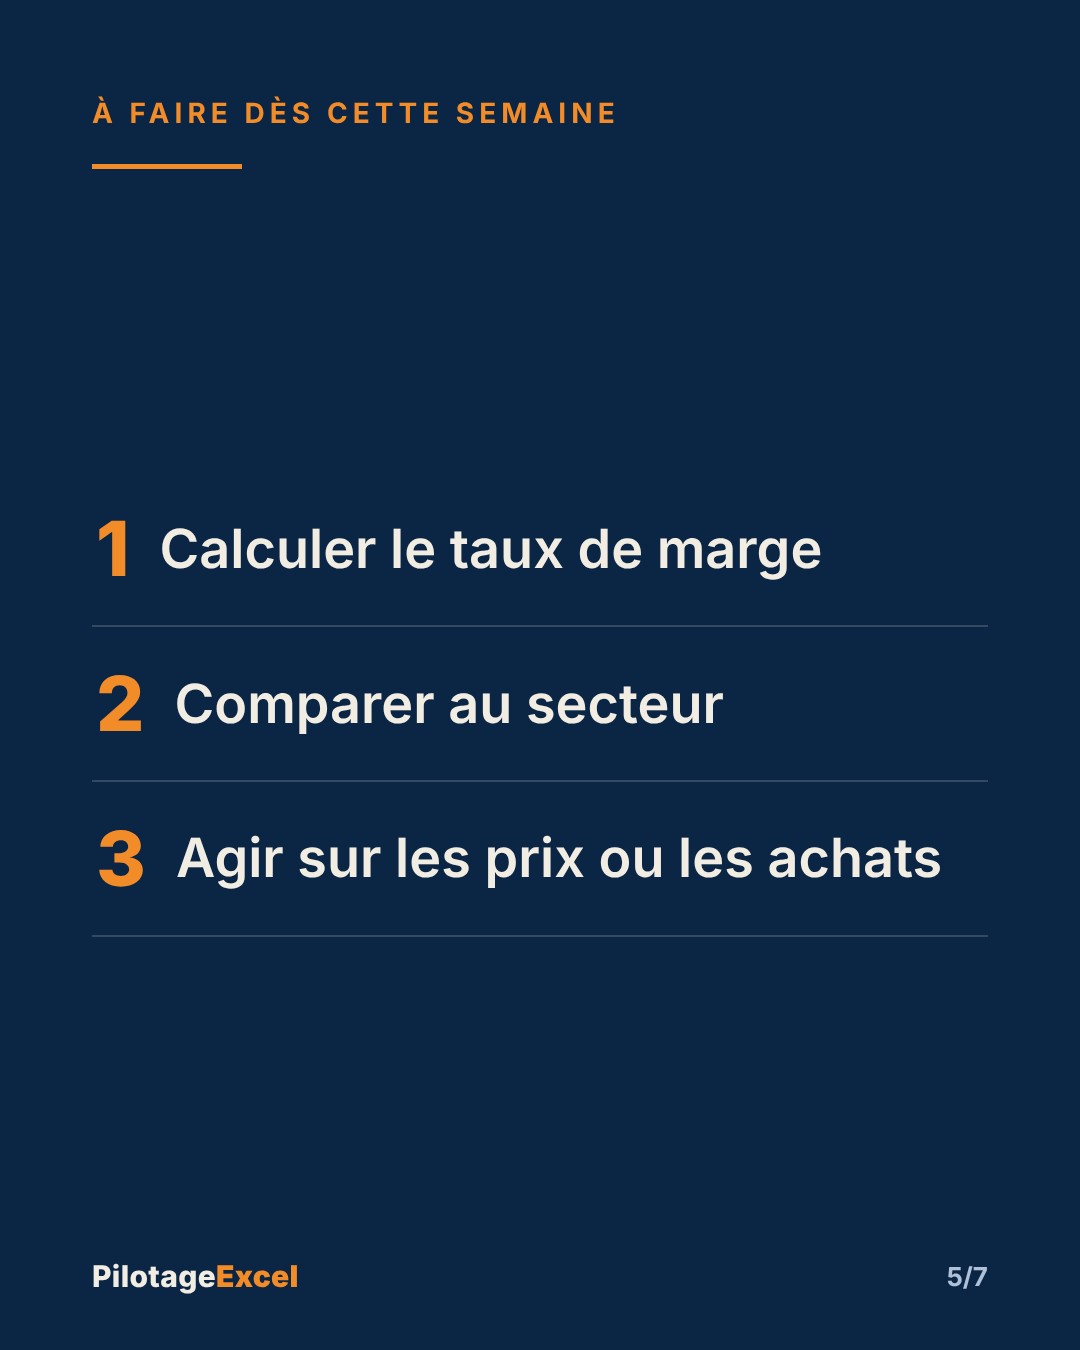 À FAIRE DÈS CETTE SEMAINE
1 Calculer le taux de marge
2 Comparer au secteur
3 Agir sur les prix ou les achats
PilotageExcel
5/7